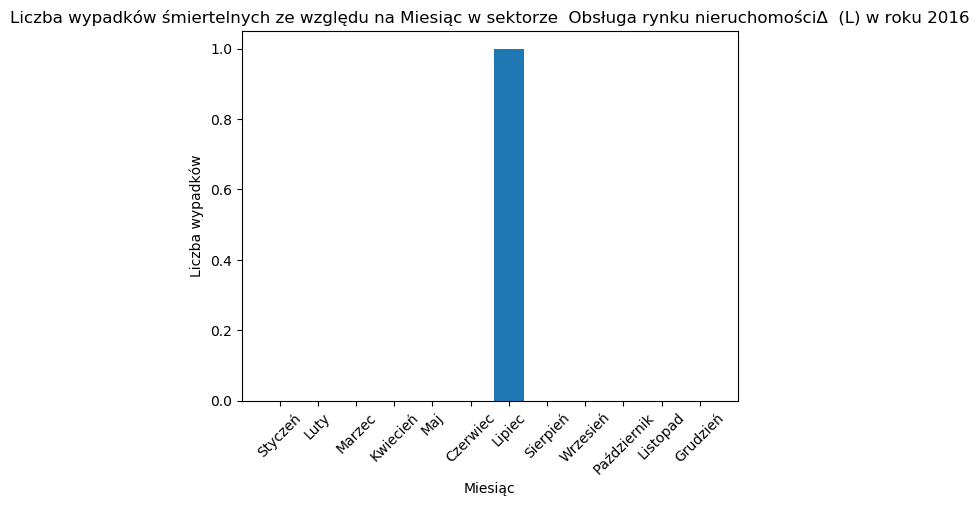 Liczba wypadków śmiertelnych ze względu na Miesiąc w sektorze  Obsługa rynku nieruchomościΔ  (L) w roku 2016
1.0
0.8
0.6
0.4
0.2
0.0
Liczba wypadków
Styczeń
Luty
Marzec
Kwiecień
Maj
Czerwiec
Lipiec
Sierpień
Wrzesień
Październik
Listopad
Grudzień
Miesiąc